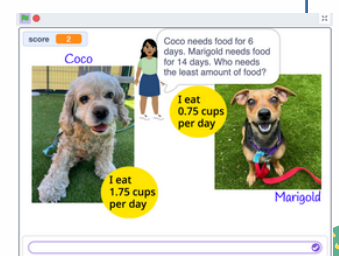 score 2
Coco
Coco needs food for 6
days. Marigold needs food
for 14 days. Who needs
the least amount of food?
I eat
0.75 cups
per day
I eat
1.75 cups
per day
Marigold